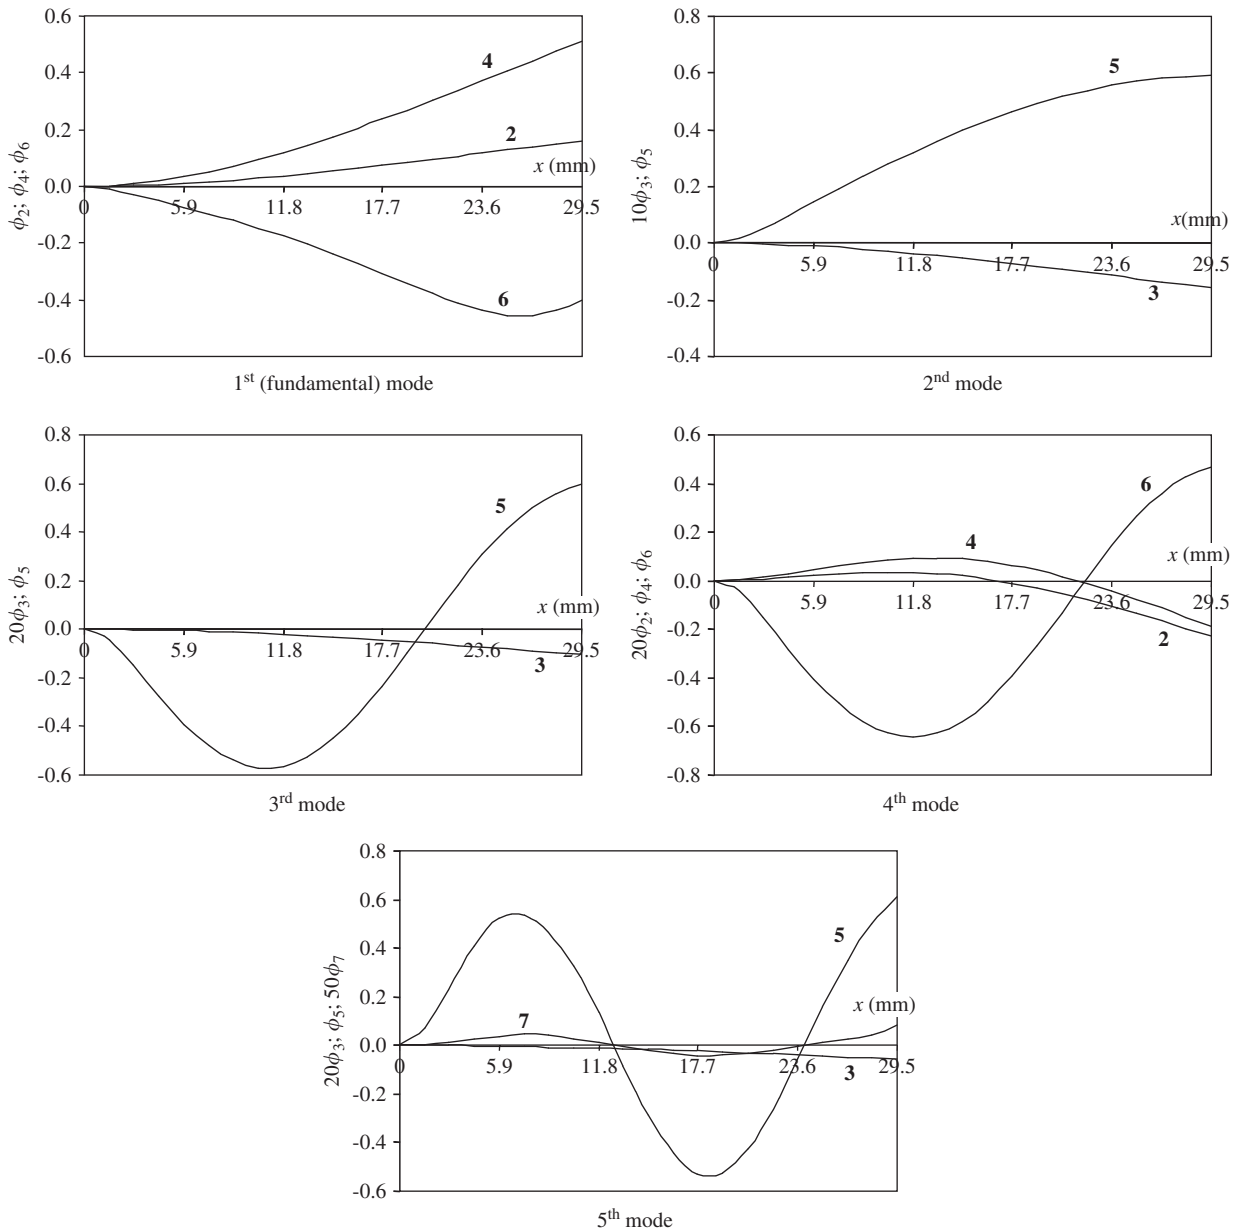 0.6
0.4
0.2
0.0
-0.2
-0.4
-0.6
ϕ2; ϕ4; ϕ6
4
2
6
x (mm)
0 5.9 11.8 17.7 23.6 29.5
1st (fundamental) mode
0.8
0.6
0.4
0.2
0.0
-0.2
-0.4
10ϕ3; ϕ5
5
3
x(mm)
0 5.9 11.8 17.7 23.6 29.5
2nd mode
0.8
0.6
0.4
0.2
0.0
-0.2
-0.4
-0.6
20ϕ3; ϕ5
5
3
x (mm)
0 5.9 11.8 17.7 23.6 29.5
3rd mode
0.6
0.4
0.2
0.0
-0.2
-0.4
-0.6
-0.8
20ϕ2; ϕ4; ϕ6
6
4
2
x (mm)
0 5.9 11.8 17.7 23.6 29.5
4th mode
0.8
0.6
0.4
0.2
0.0
-0.2
-0.4
-0.6
20ϕ3; ϕ5; 50ϕ7
5
7
3
x (mm)
0 5.9 11.8 17.7 23.6 29.5
5th mode